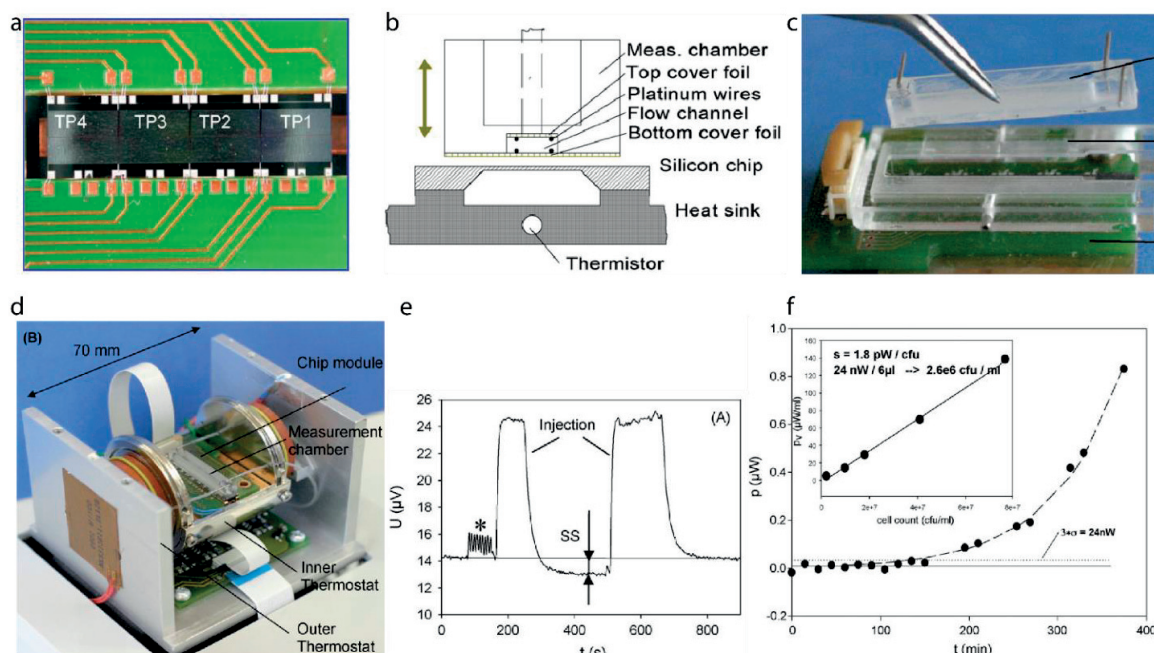 a
TP4
TP3
TP2
TP1
b
Meas. chamber
Top cover foil
Platinum wires
Flow channel
Bottom cover foil
Silicon chip
Heat sink
Thermistor
c
d
(B)
70 mm
Chip module
Measurement
chamber
Inner
Thermostat
Outer
Thermostat
e
26
24
22
20
18
16
14
12
U (µV)
(A)
Injection
*
SS
0
200
400
600
800
t (s)
f
1.0
0.8
0.6
0.4
0.2
0.0
-0.2
p (µW)
s = 1.8 pW / cfu
24 nW / 6µl --> 2.6e6 cfu / ml
140
120
100
80
60
40
20
0
Pv (µW/ml)
0
2e+7
4e+7
6e+7
8e+7
cell count (cfu/ml)
3*σ = 24nW
0
100
200
300
400
t (min)